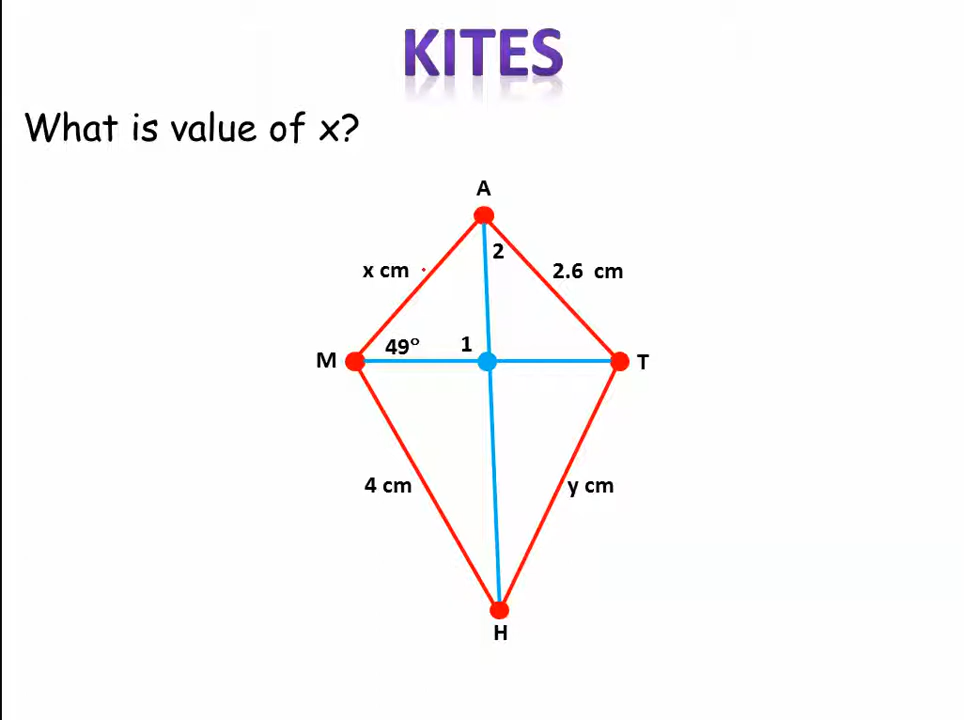 KITES
What is value of x?
A
2
x cm
2.6 cm
49° 1
M
T
4 cm
y cm
H